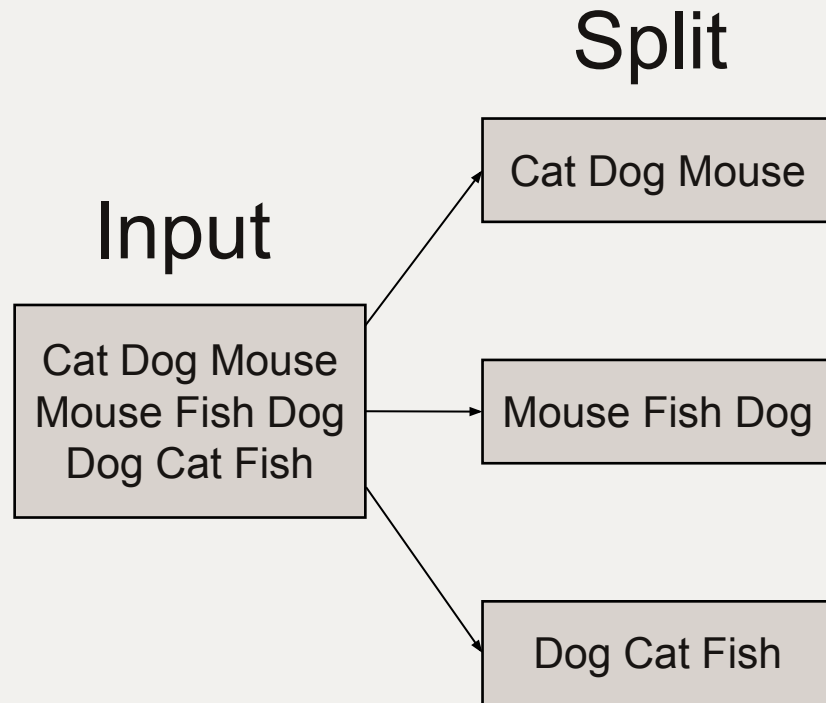 Input
Cat Dog Mouse
Mouse Fish Dog
Dog Cat Fish
Split
Cat Dog Mouse
Mouse Fish Dog
Dog Cat Fish